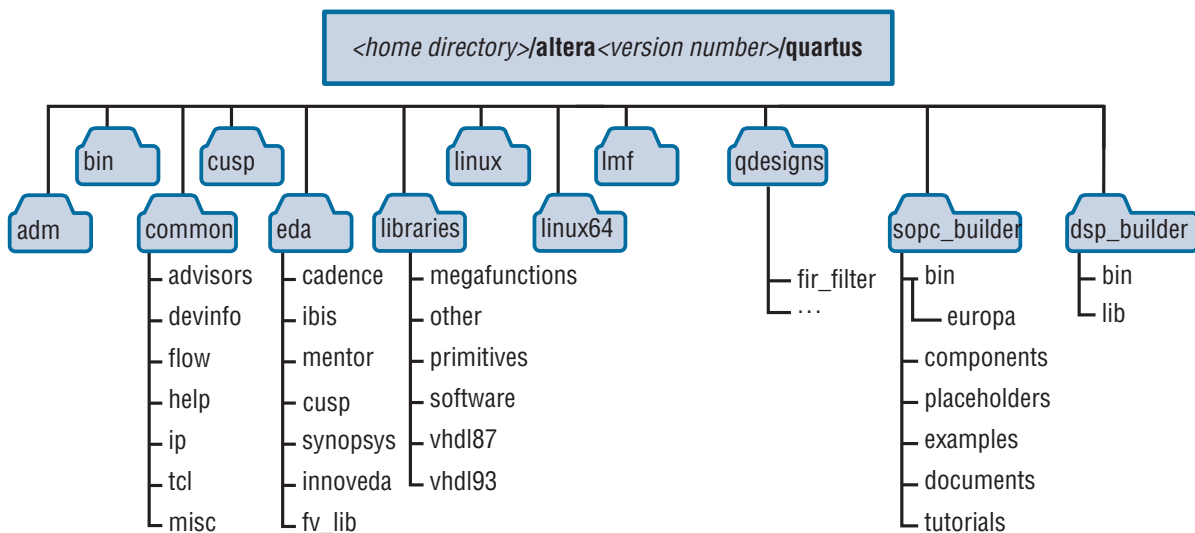 <home directory>/altera<version number>/quartus
bin
cusp
linux
lmf
qdesigns
adm
common
eda
libraries
linux64
sopc_builder
dsp_builder
advisors
devinfo
flow
help
ip
tcl
misc
cadence
ibis
mentor
cusp
synopsys
innoveda
fv_lib
megafunctions
other
primitives
software
vhdl87
vhdl93
fir_filter
...
bin
europa
components
placeholders
examples
documents
tutorials
bin
lib